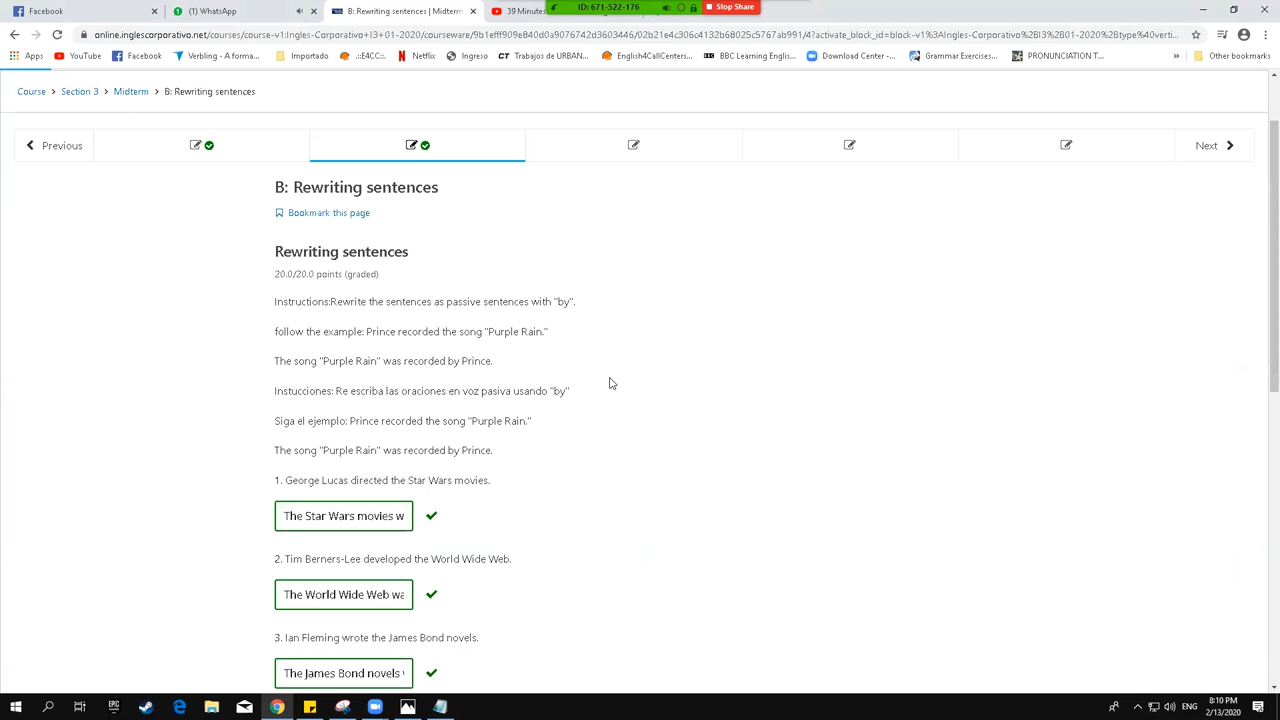 Facebook
(1) WhatsApp
B: Rewriting sentences | Midterm
39 Minutes
ID: 671-522-176
Stop Share
online.inglescorporativo.net/courses/course-v1:Ingles-Corporativo+I3+01-2020/courseware/9b1efff909e840d0a9076742d3603446/02b21e4c306c4132b68025c5767ab991/4?activate_block_id=block-v1%3AIngles-Corporativo%2BI3%2B01-2020%2Btype%40verti...
Apps
YouTube
Facebook
Verbling - A forma...
Importado
.::E4CC::.
Netflix
Ingreso
CT Trabajos de URBAN...
English4CallCenters...
BBC Learning Englis...
Download Center -...
Grammar Exercises...
PRONUNCIATION T...
»
Other bookmarks
Course > Section 3 > Midterm > B: Rewriting sentences
Previous
Next
B: Rewriting sentences
Bookmark this page
Rewriting sentences
20.0/20.0 points (graded)
Instructions:Rewrite the sentences as passive sentences with "by".
follow the example: Prince recorded the song "Purple Rain."
The song "Purple Rain" was recorded by Prince.
Instucciones: Re escriba las oraciones en voz pasiva usando "by"
Siga el ejemplo: Prince recorded the song "Purple Rain."
The song "Purple Rain" was recorded by Prince.
1. George Lucas directed the Star Wars movies.
The Star Wars movies w
2. Tim Berners-Lee developed the World Wide Web.
The World Wide Web wa
3. Ian Fleming wrote the James Bond novels.
The James Bond novels
EPIC
ENG
8:10 PM
2/13/2020